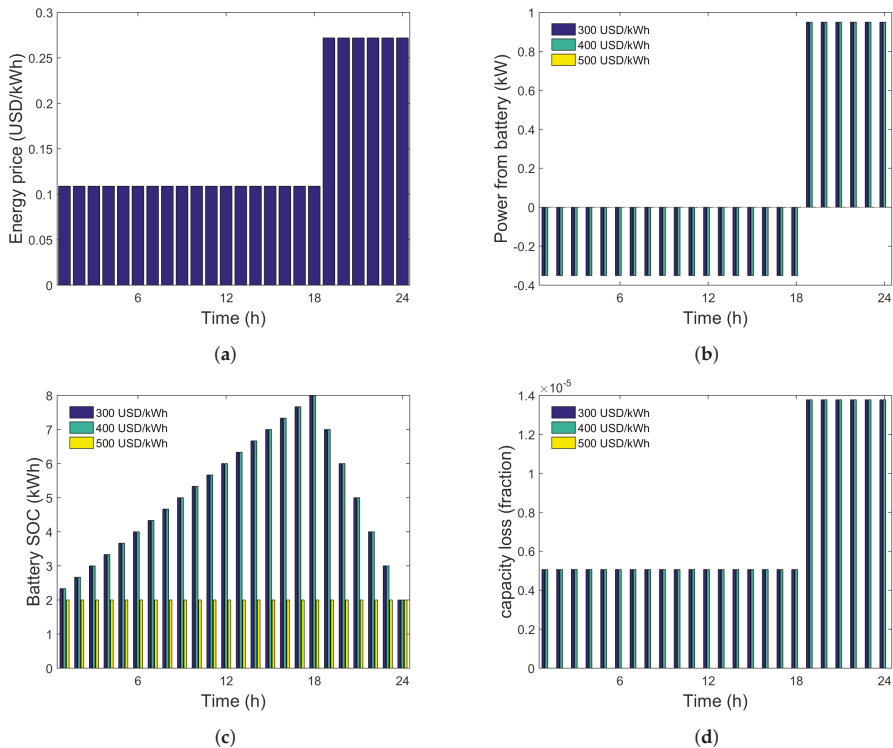 0.3
0.25
0.2
0.15
0.1
0.05
0
Energy price (USD/kWh)
6
12
18
24
Time (h)
(a)
1
0.8
0.6
0.4
0.2
0
-0.2
-0.4
Power from battery (kW)
300 USD/kWh
400 USD/kWh
500 USD/kWh
6
12
18
24
Time (h)
(b)
8
7
6
5
4
3
2
1
0
Battery SOC (kWh)
300 USD/kWh
400 USD/kWh
500 USD/kWh
6
12
18
24
Time (h)
(c)
×10-5
1.4
1.2
1
0.8
0.6
0.4
0.2
0
capacity loss (fraction)
300 USD/kWh
400 USD/kWh
500 USD/kWh
6
12
18
24
Time (h)
(d)